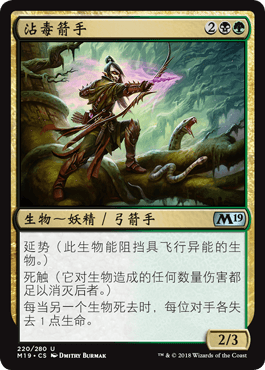 沾毒箭手 2
生物～妖精／弓箭手 M19
延势（此生物能阻挡具飞行异能的生
物。）
死触（它对生物造成的任何数量伤害都
足以消灭后者。）
每当另一个生物死去时，每位对手各失
去1点生命。
2/3
220/280 U
M19 • CS DMITRY BURMAK
™ & © 2018 Wizards of the Coast